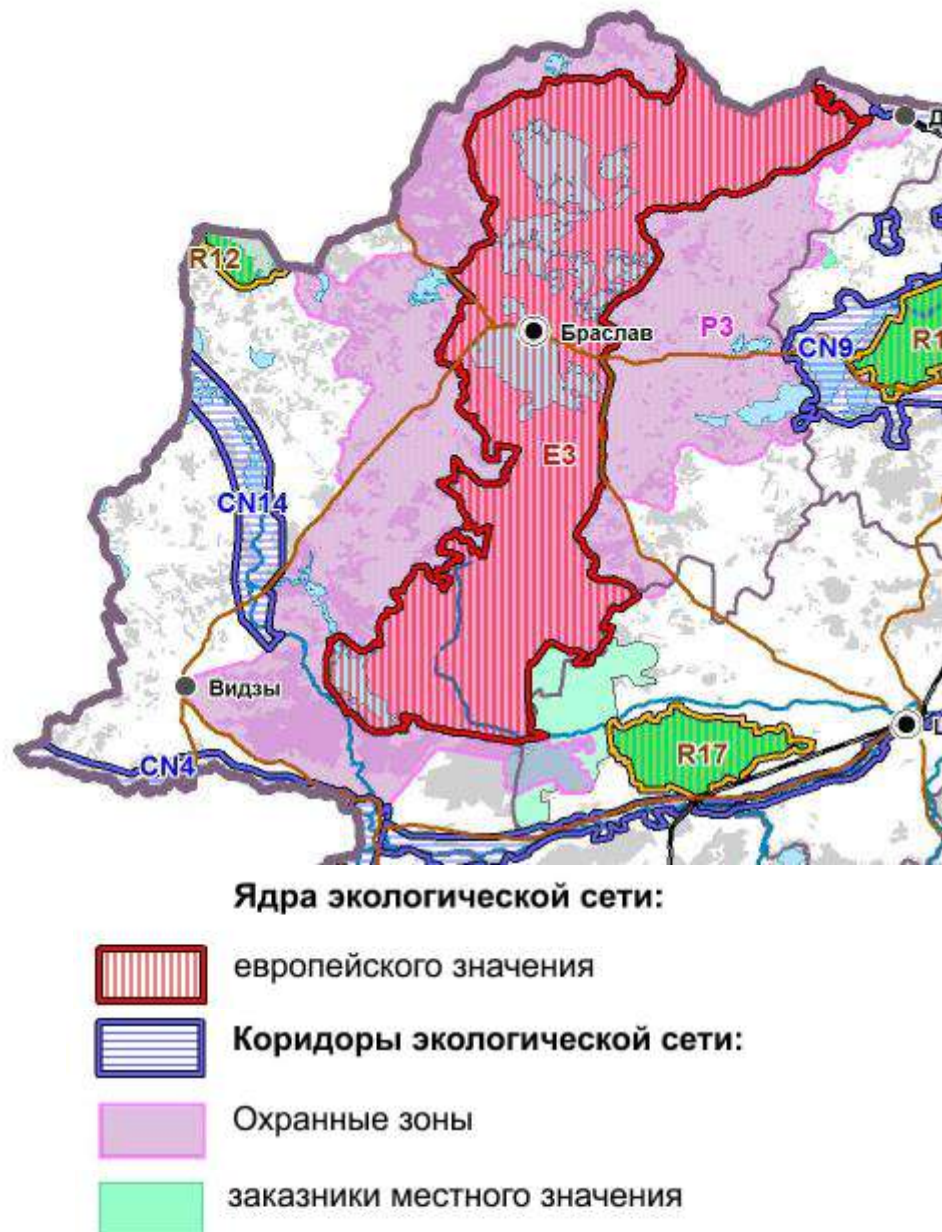 R12
Браслав
P3
CN9
E3
CN14
Видзы
R17
CN4
Ядра экологической сети:
европейского значения
Коридоры экологической сети:
Охранные зоны
заказники местного значения